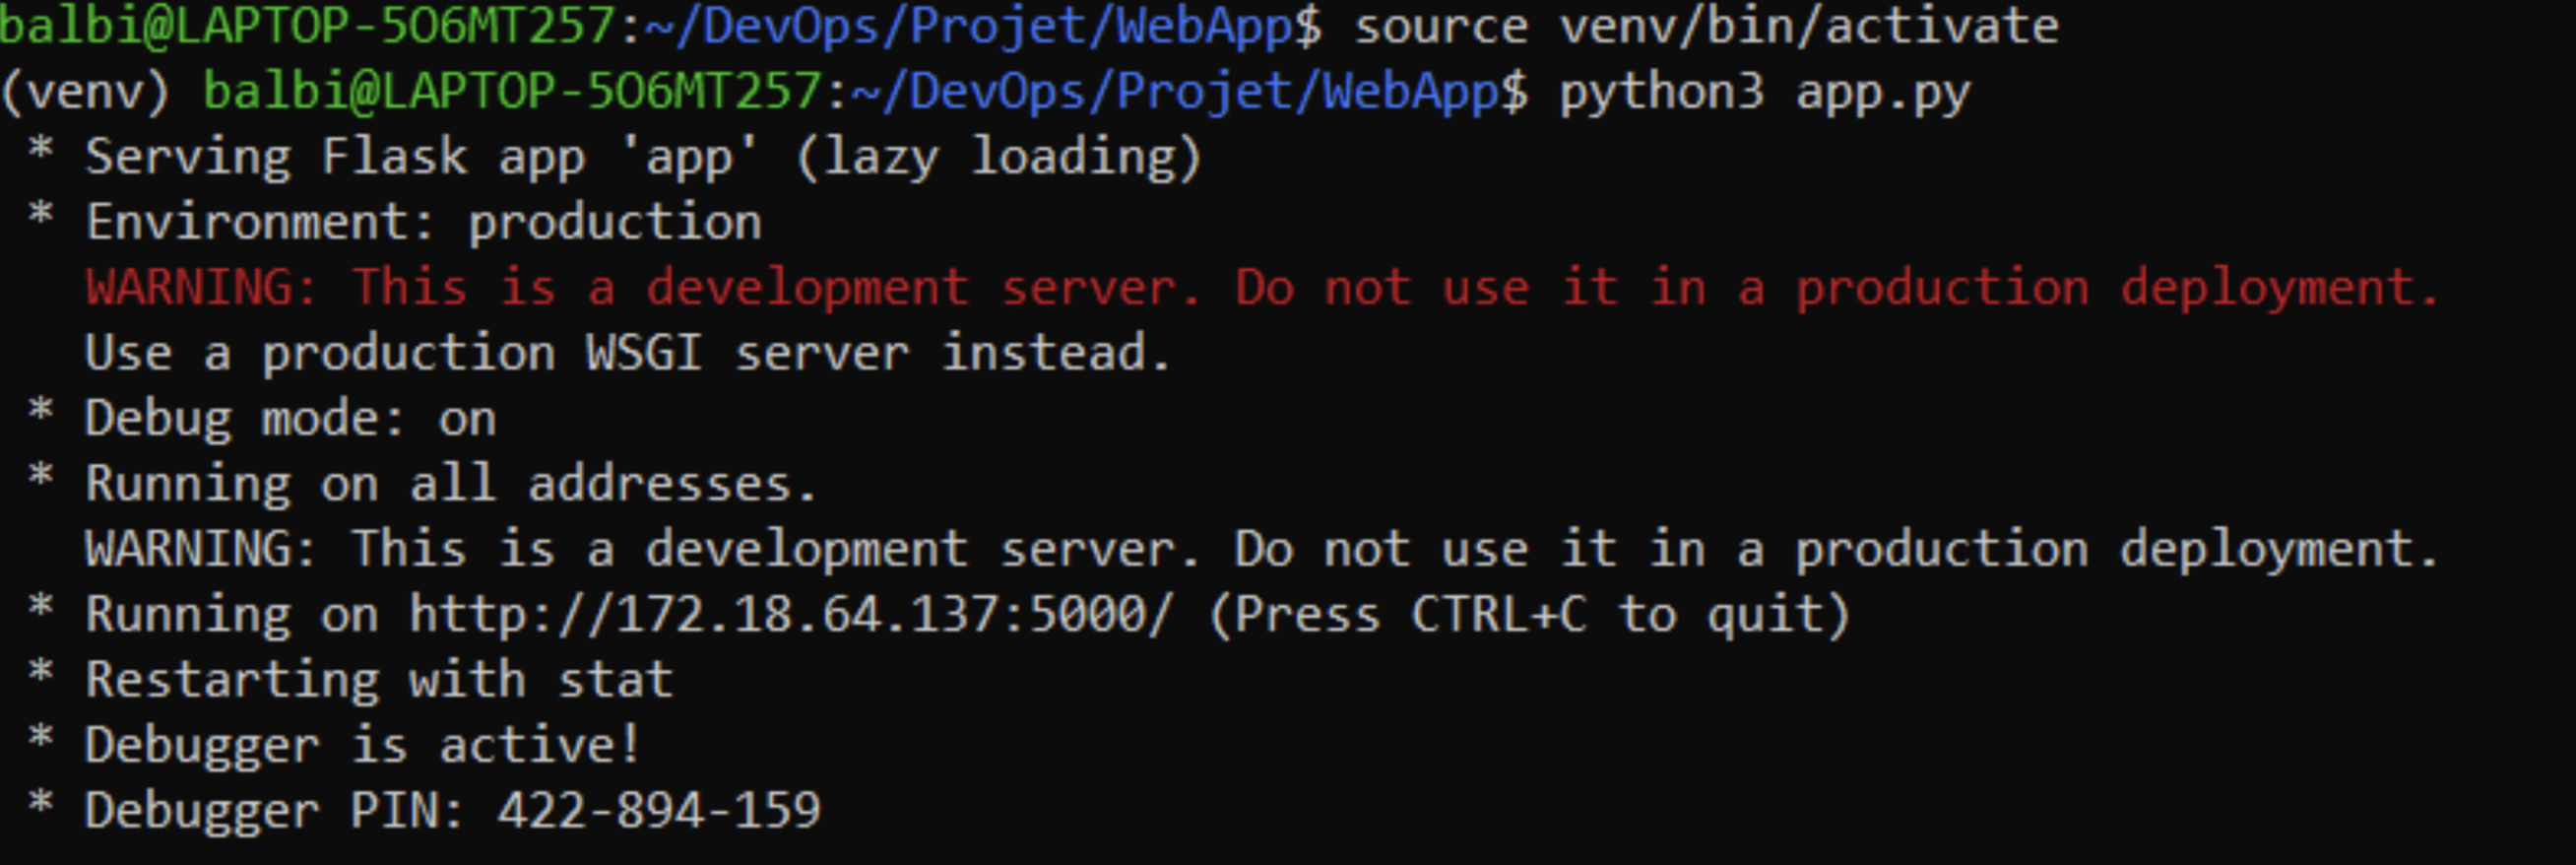 balbi@LAPTOP-5O6MT257:~/DevOps/Projet/WebApp$ source venv/bin/activate
(venv) balbi@LAPTOP-5O6MT257:~/DevOps/Projet/WebApp$ python3 app.py
 * Serving Flask app 'app' (lazy loading)
 * Environment: production
   WARNING: This is a development server. Do not use it in a production deployment.
   Use a production WSGI server instead.
 * Debug mode: on
 * Running on all addresses.
   WARNING: This is a development server. Do not use it in a production deployment.
 * Running on http://172.18.64.137:5000/ (Press CTRL+C to quit)
 * Restarting with stat
 * Debugger is active!
 * Debugger PIN: 422-894-159